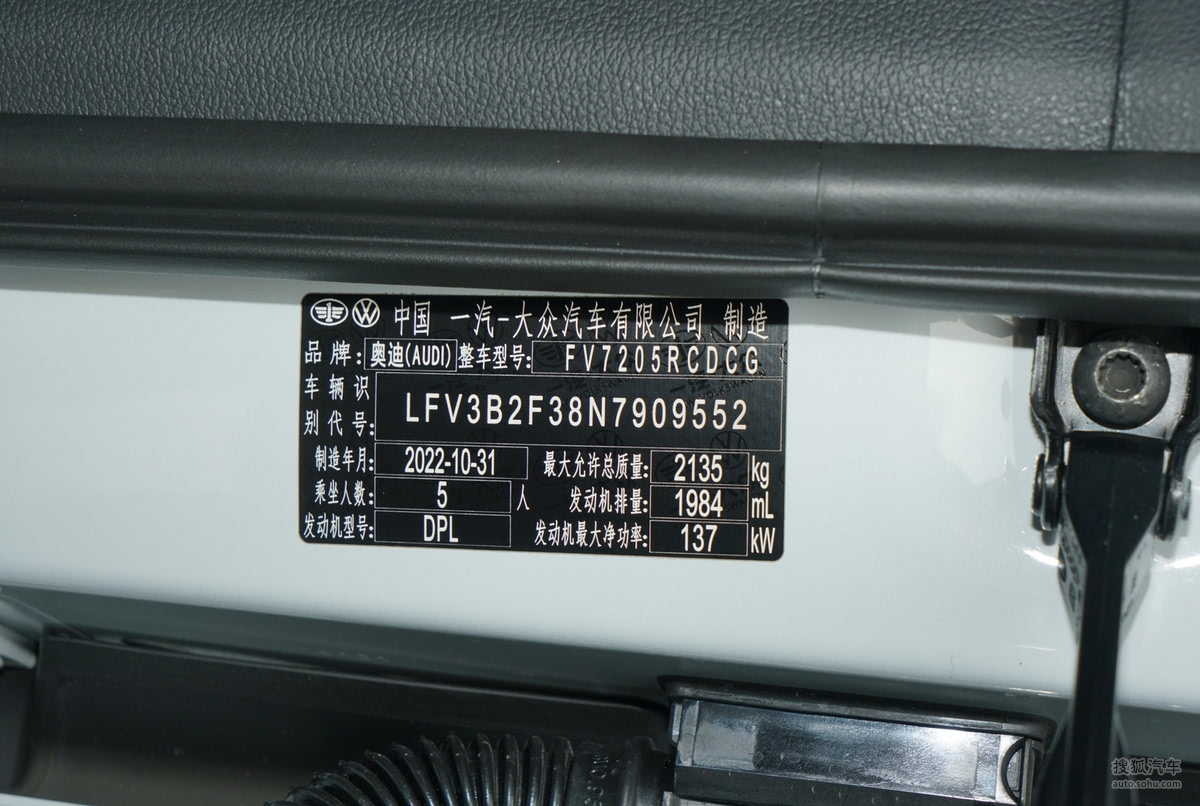 中国 一汽-大众汽车有限公司 制造
品牌: 奥迪(AUDI) 整车型号: FV7205RCDCG
车辆识
别代号: LFV3B2F38N7909552
制造年月: 2022-10-31 最大允许总质量: 2135 kg
乘坐人数: 5 人 发动机排量: 1984 mL
发动机型号: DPL 发动机最大净功率: 137 kW
搜狐汽车
auto.sohu.com